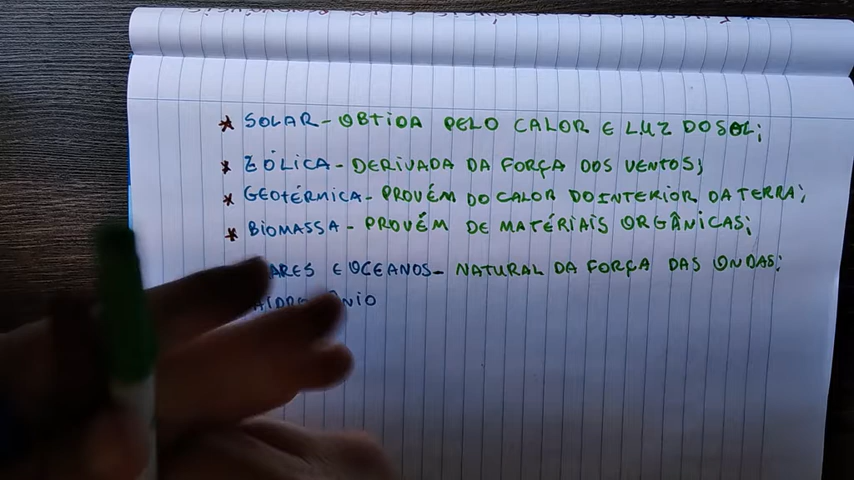 * SOLAR - OBTIDA PELO CALOR E LUZ DO SOL;
* EÓLICA - DERIVADA DA FORÇA DOS VENTOS;
* GEOTÉRMICA - PROVÉM DO CALOR DO INTERIOR DA TERRA;
* BIOMASSA - PROVÉM DE MATÉRIAIS ORGÂNICAS;
E OCEANOS - NATURAL DA FORÇA DAS ONDAS;